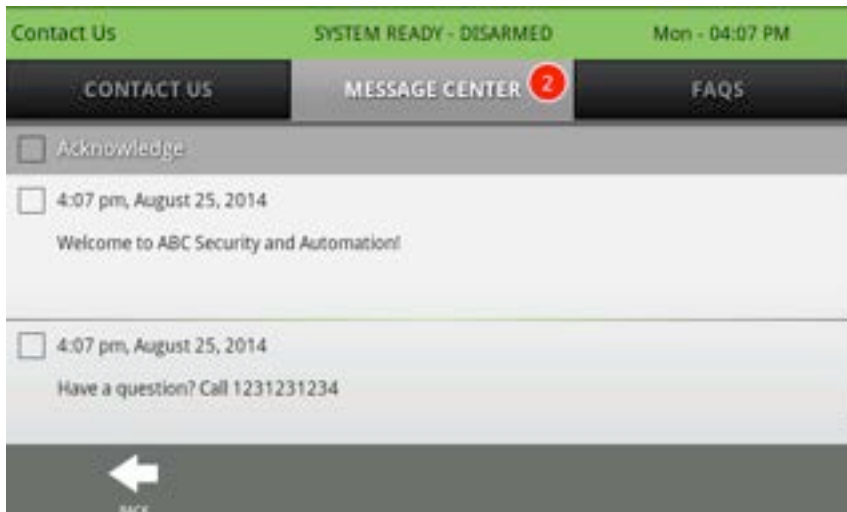 Contact Us SYSTEM READY - DISARMED Mon - 04:07 PM
CONTACT US MESSAGE CENTER 2 FAQS
Acknowledge
4:07 pm, August 25, 2014
Welcome to ABC Security and Automation!
4:07 pm, August 25, 2014
Have a question? Call 1231231234
BACK